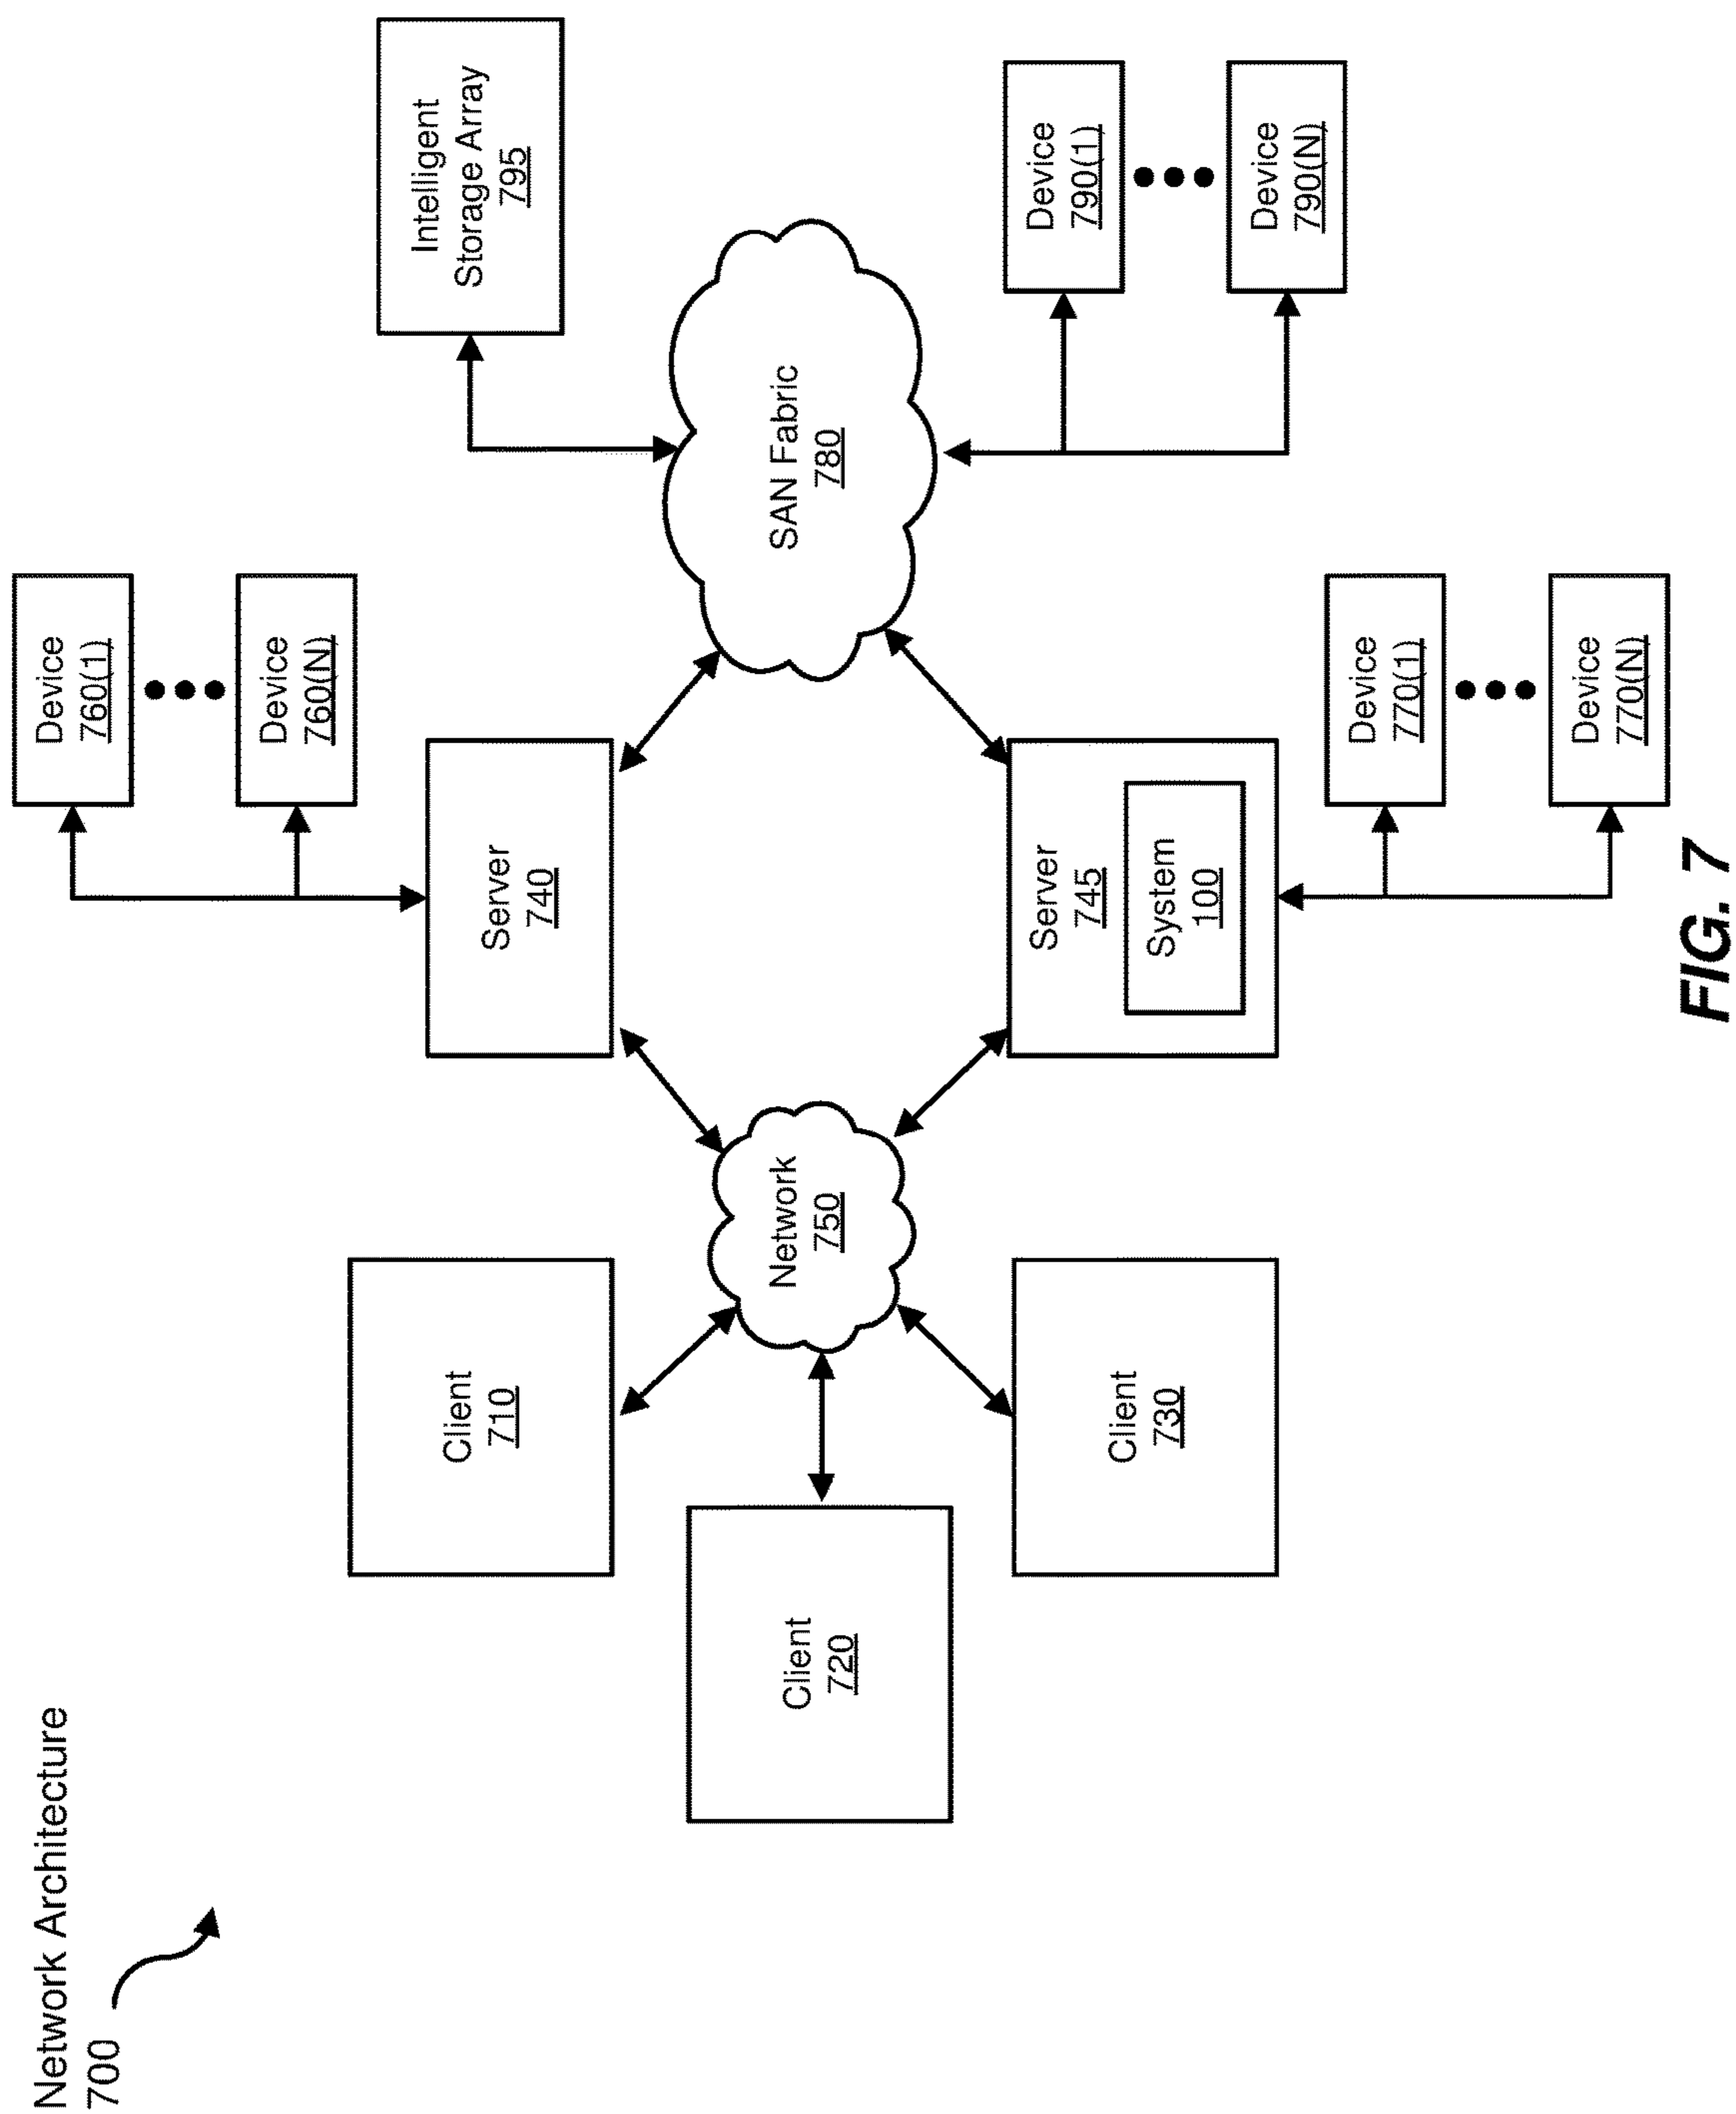 Network Architecture
700
Device
760(1)
Device
760(N)
Intelligent
Storage Array
795
Client
710
Server
740
Client
720
Network
750
SAN Fabric
780
Device
790(1)
Device
790(N)
Client
730
Server
745
System
100
Device
770(1)
Device
770(N)
FIG. 7